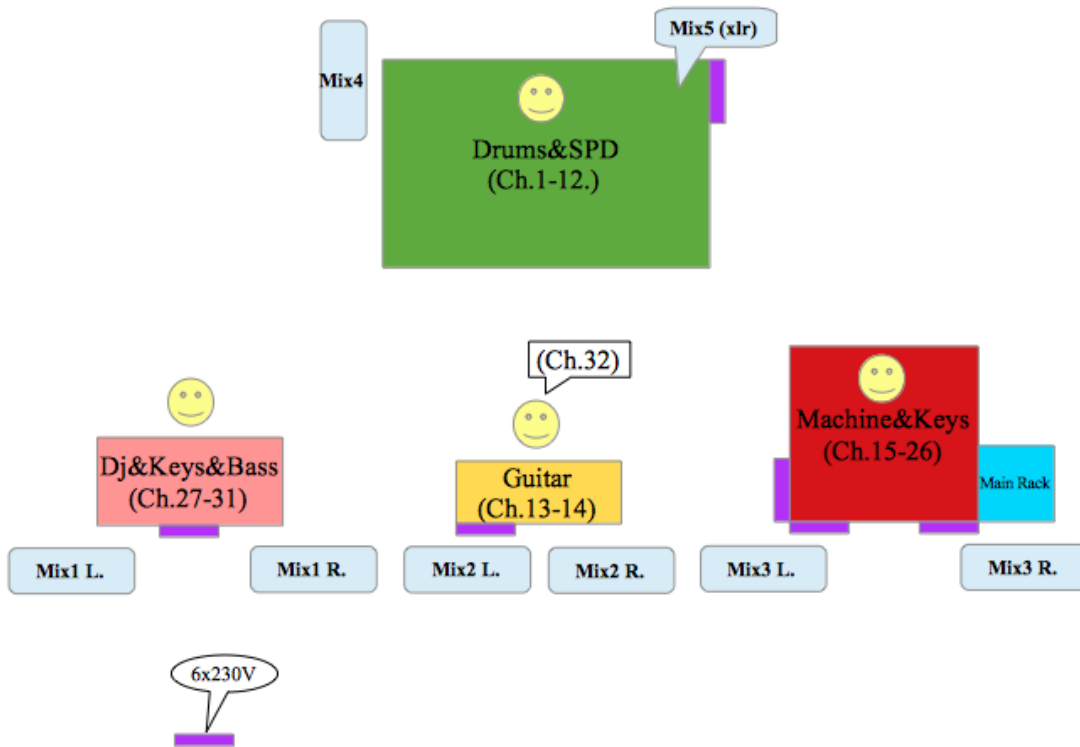 Mix5 (xlr)
Mix4
Drums&SPD
(Ch.1-12.)
(Ch.32)
Dj&Keys&Bass
(Ch.27-31)
Guitar
(Ch.13-14)
Machine&Keys
(Ch.15-26)
Main Rack
Mix1 L.
Mix1 R.
Mix2 L.
Mix2 R.
Mix3 L.
Mix3 R.
6x230V